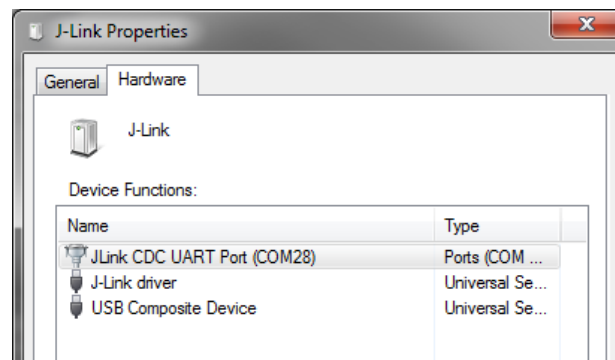 J-Link Properties
General Hardware
J-Link
Device Functions:
Name Type
JLink CDC UART Port (COM28) Ports (COM ...
J-Link driver Universal Se...
USB Composite Device Universal Se...